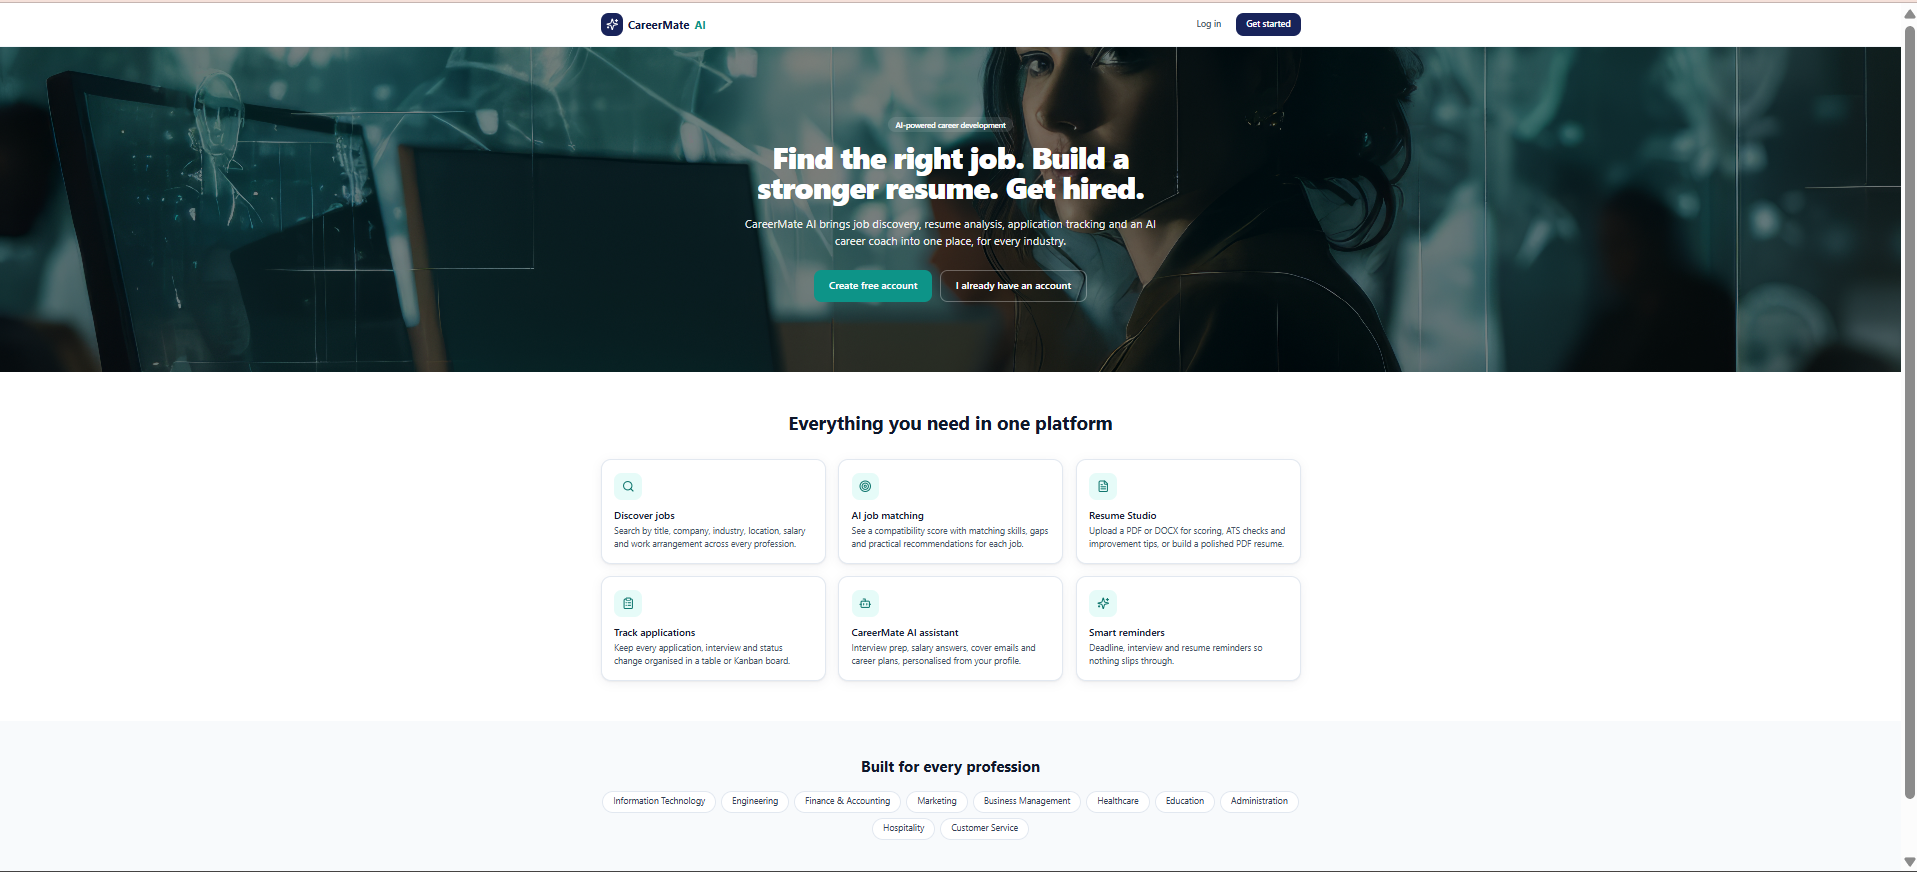 CareerMate AI
Log in
Get started
AI-powered career development
Find the right job. Build a
stronger resume. Get hired.
CareerMate AI brings job discovery, resume analysis, application tracking and an AI
career coach into one place, for every industry.
Create free account
I already have an account
Everything you need in one platform
Discover jobs
Search by title, company, industry, location, salary
and work arrangement across every profession.
AI job matching
See a compatibility score with matching skills, gaps
and practical recommendations for each job.
Resume Studio
Upload a PDF or DOCX for scoring, ATS checks and
improvement tips, or build a polished PDF resume.
Track applications
Keep every application, interview and status
change organised in a table or Kanban board.
CareerMate AI assistant
Interview prep, salary answers, cover emails and
career plans, personalised from your profile.
Smart reminders
Deadline, interview and resume reminders so
nothing slips through.
Built for every profession
Information Technology
Engineering
Finance & Accounting
Marketing
Business Management
Healthcare
Education
Administration
Hospitality
Customer Service